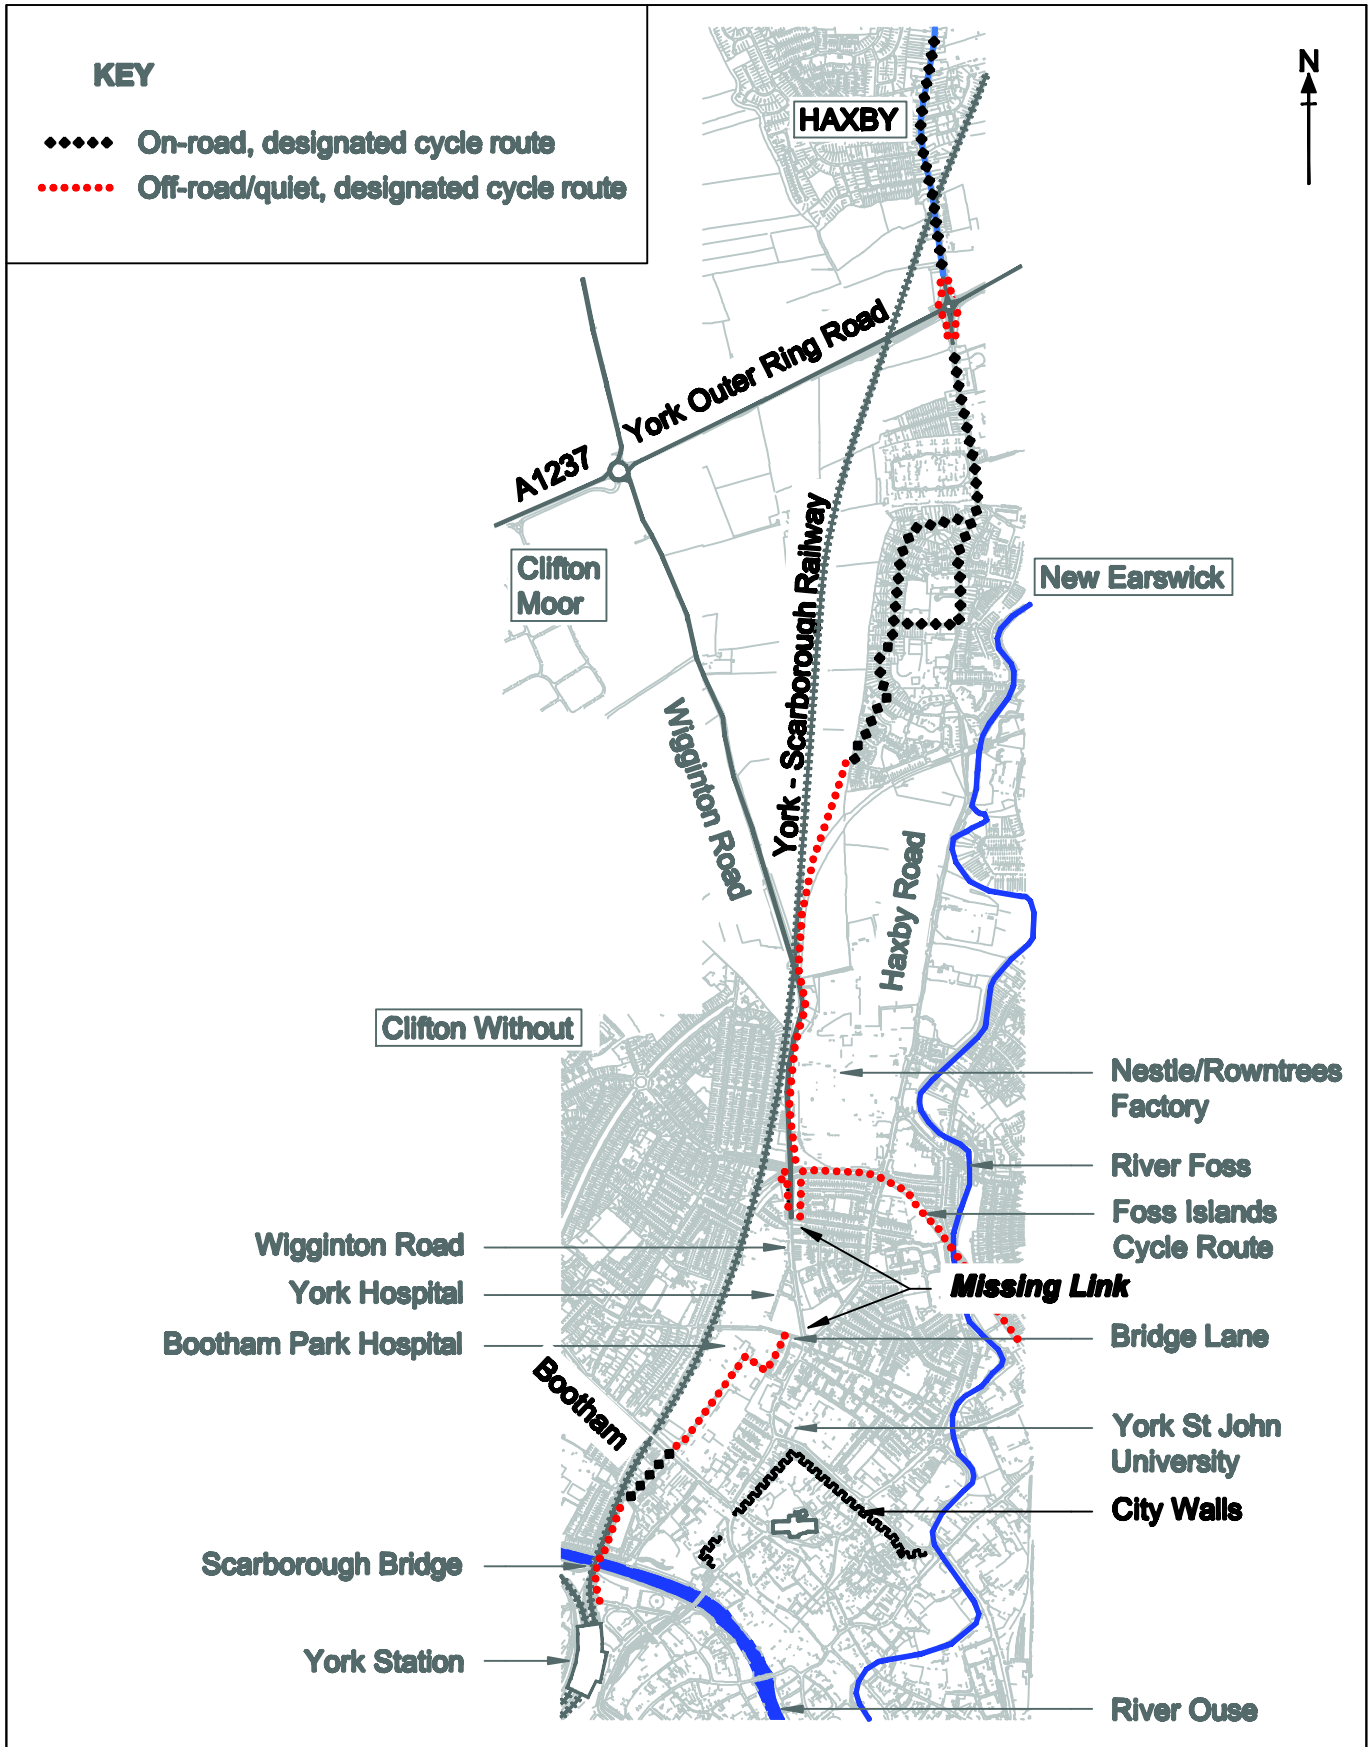 KEY
On-road, designated cycle route
Off-road/quiet, designated cycle route
N
HAXBY
York Outer Ring Road
A1237
Clifton
Moor
New Earswick
York - Scarborough Railway
Wigginton Road
Haxby Road
Clifton Without
Nestle/Rowntrees
Factory
River Foss
Foss Islands
Cycle Route
Wigginton Road
York Hospital
Missing Link
Bootham Park Hospital
Bridge Lane
Bootham
York St John
University
City Walls
Scarborough Bridge
York Station
River Ouse